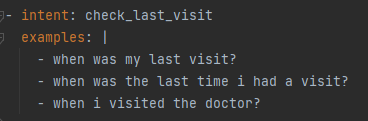 - intent: check_last_visit
examples: |
- when was my last visit?
- when was the last time i had a visit?
- when i visited the doctor?